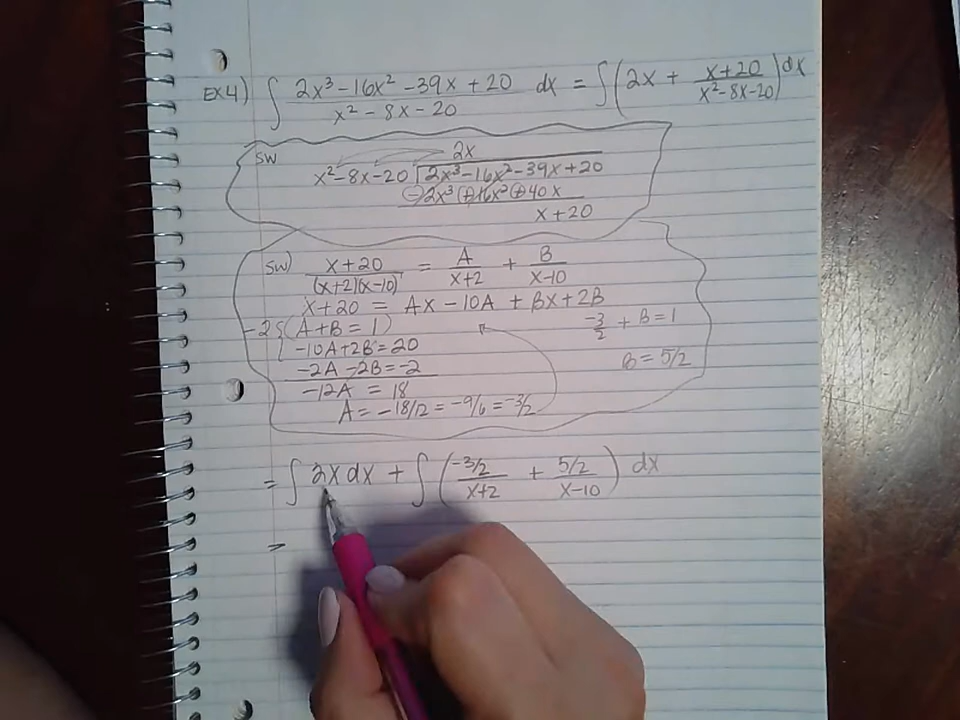 EX4) ∫ 2x³ - 16x² - 39x + 20 / x² - 8x - 20 dx = ∫(2x + x+20 / x²-8x-20) dx
SW
2x
x²-8x-20 ⟌ 2x³-16x²-39x+20
⊖2x³ ⊕16x² ⊕40x
x+20
SW) x+20 / (x+2)(x-10) = A / x+2 + B / x-10
x+20 = Ax - 10A + Bx + 2B
-2 { (A+B = 1)
-10A+2B = 20
-2A -2B = -2
-12A = 18
A = -18/12 = -9/6 = -3/2
-3/2 + B = 1
B = 5/2
= ∫ 2x dx + ∫ ( -3/2 / x+2 + 5/2 / x-10 ) dx
=